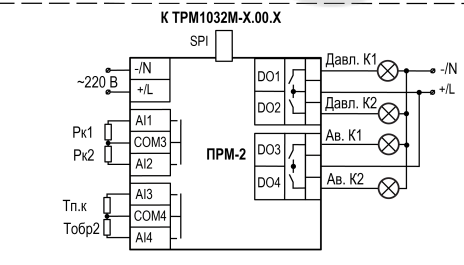 К ТРМ1032М-Х.00.Х
SPI
~220 В
-/N
+/L
AI1
COM3
AI2
Рк1
Рк2
AI3
COM4
AI4
Тп.к
Тобр2
ПРМ-2
DO1
DO2
DO3
DO4
Давл. К1
Давл. К2
Ав. К1
Ав. К2
-/N
+/L